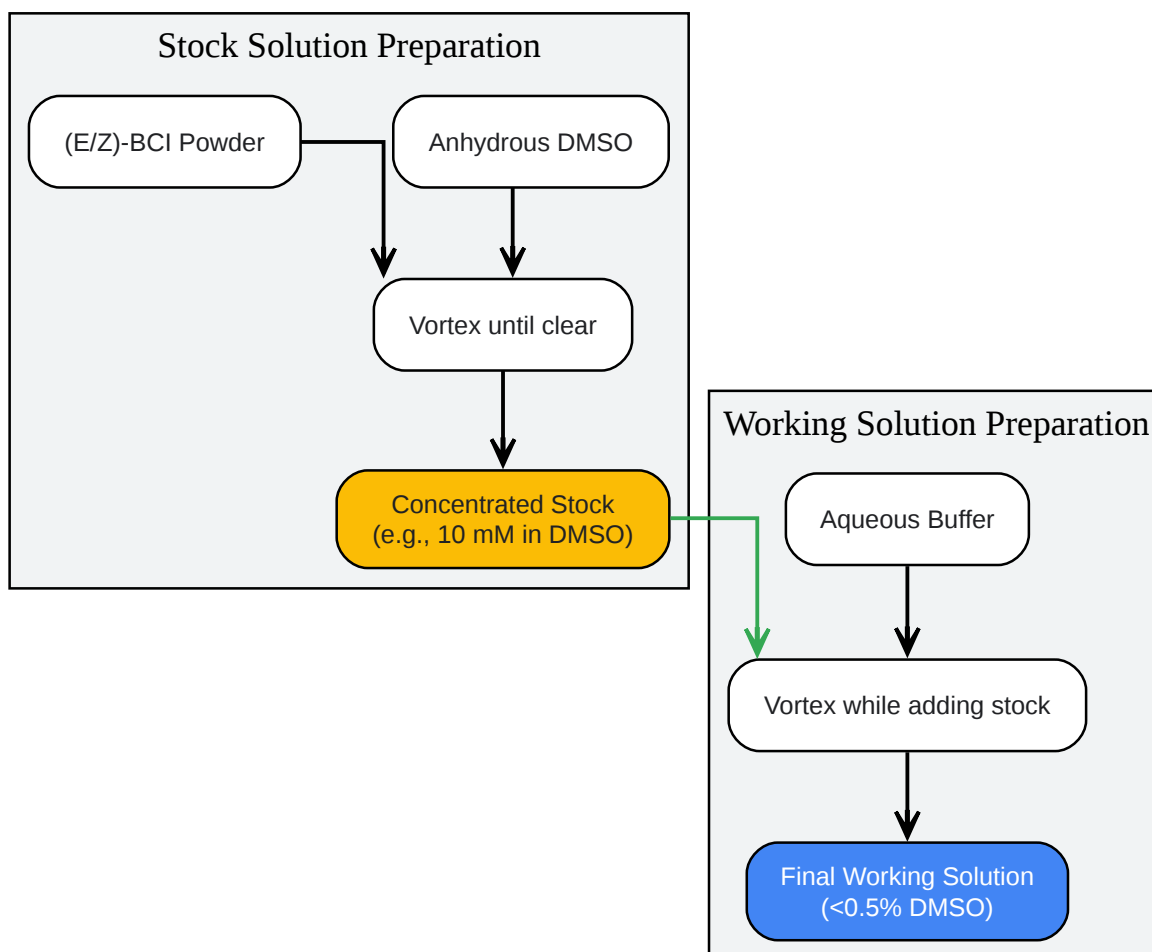 Stock Solution Preparation
(E/Z)-BCI Powder
Anhydrous DMSO
Vortex until clear
Concentrated Stock
(e.g., 10 mM in DMSO)
Working Solution Preparation
Aqueous Buffer
Vortex while adding stock
Final Working Solution
(<0.5% DMSO)